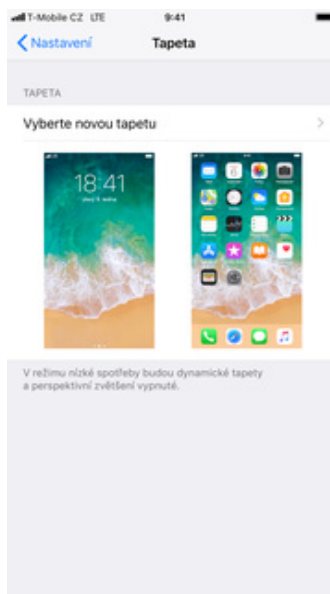 T-Mobile CZ LTE 9:41
Nastavení Tapeta
TAPETA
Vyberte novou tapetu
18:41
V režimu nízké spotřeby budou dynamické tapety
a perspektivní zvětšení vypnuté.